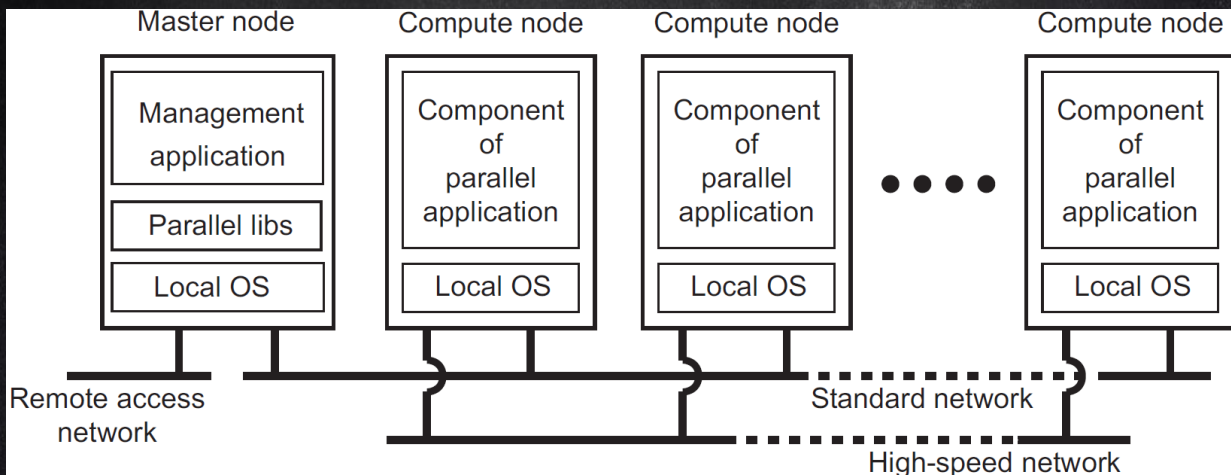 Master node
Compute node
Compute node
Compute node
Management
application
Parallel libs
Local OS
Component
of
parallel
application
Local OS
Component
of
parallel
application
Local OS
Component
of
parallel
application
Local OS
Remote access
network
Standard network
High-speed network